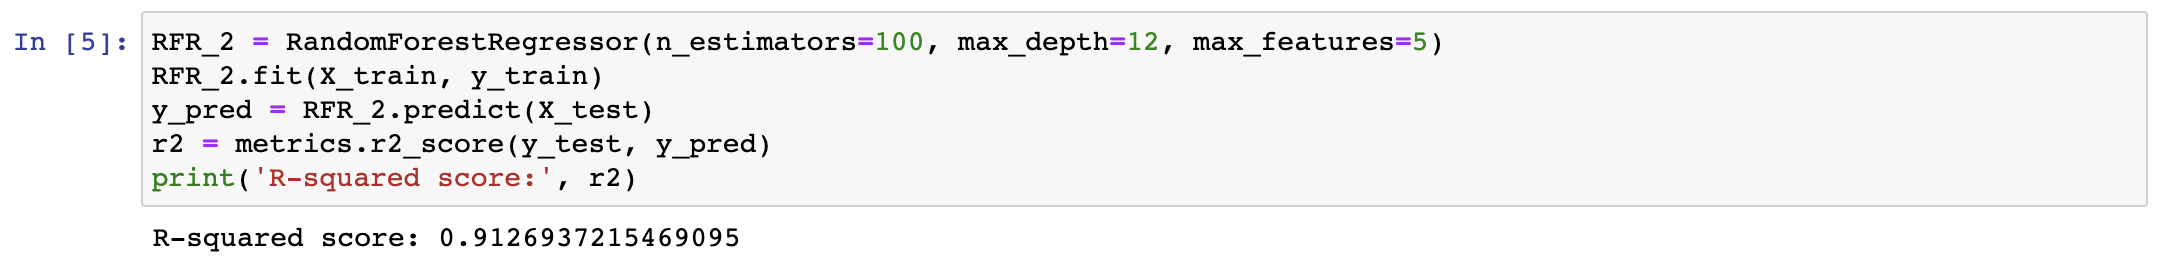 In [5]: RFR_2 = RandomForestRegressor(n_estimators=100, max_depth=12, max_features=5)
RFR_2.fit(X_train, y_train)
y_pred = RFR_2.predict(X_test)
r2 = metrics.r2_score(y_test, y_pred)
print('R-squared score:', r2)
R-squared score: 0.9126937215469095